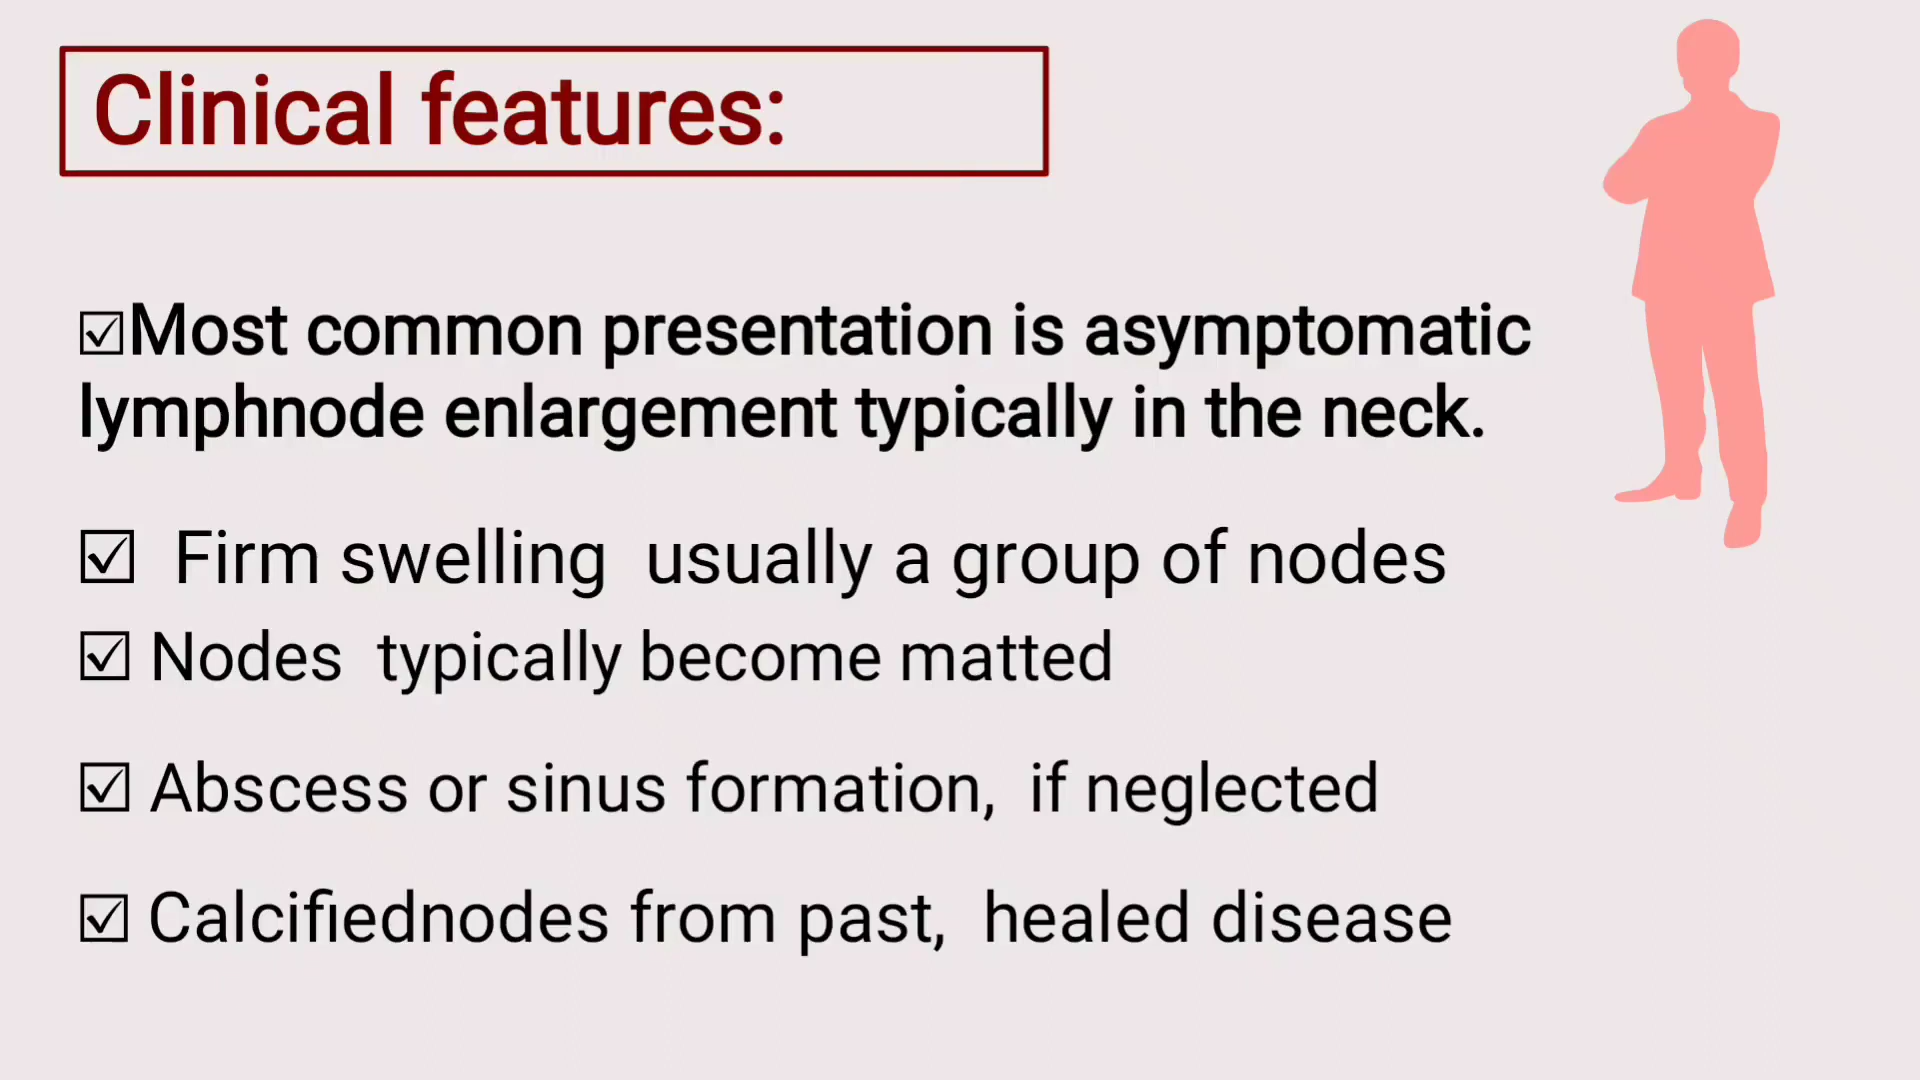 Clinical features:
☑Most common presentation is asymptomatic
lymphnode enlargement typically in the neck.
☑ Firm swelling usually a group of nodes
☑ Nodes typically become matted
☑ Abscess or sinus formation, if neglected
☑ Calcifiednodes from past, healed disease